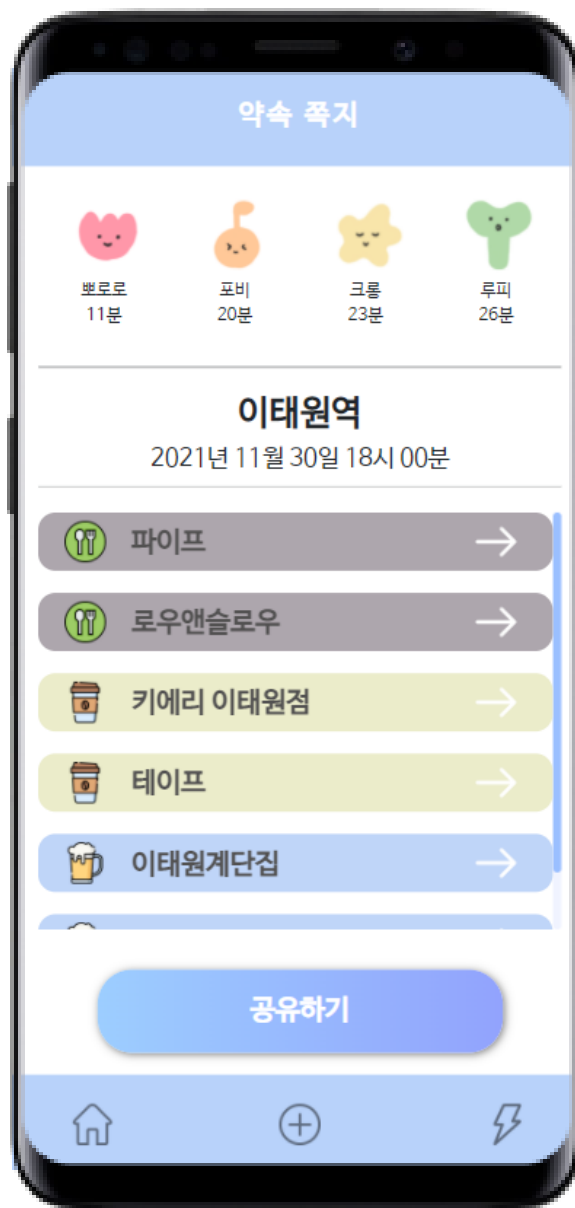 약속 쪽지
뽀로로 포비 크롱 루피
11분 20분 23분 26분
이태원역
2021년 11월 30일 18시 00분
파이프
로우앤슬로우
키에리 이태원점
테이프
이태원계단집
공유하기